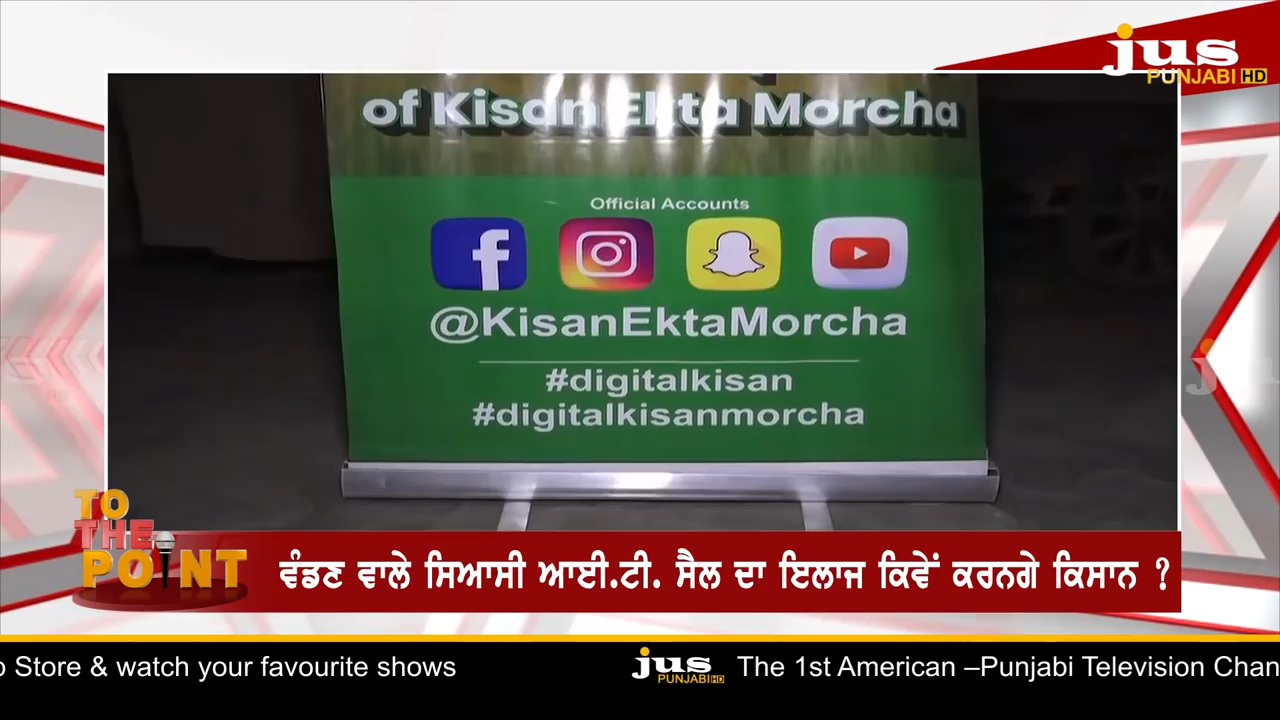 jus
PUNJABI HD
of Kisan Ekta Morcha
Official Accounts
@KisanEktaMorcha
#digitalkisan
#digitalkisanmorcha
TO
THE
POINT
ਵੰਡਣ ਵਾਲੇ ਸਿਆਸੀ ਆਈ.ਟੀ. ਸੈਲ ਦਾ ਇਲਾਜ ਕਿਵੇਂ ਕਰਨਗੇ ਕਿਸਾਨ ?
Store & watch your favourite shows
jus
PUNJABI HD
The 1st American –Punjabi Television